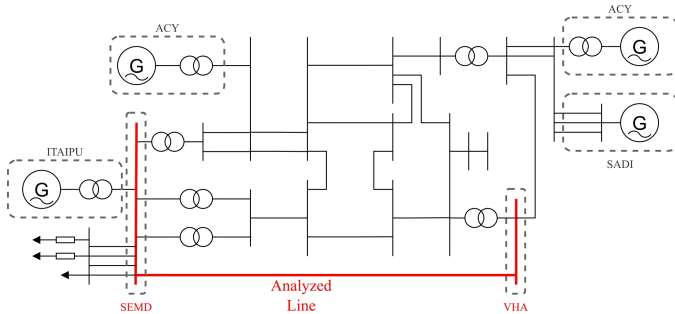 ACY
ACY
G
G
G
SADI
ITAIPU
G
Analyzed
Line
SEMD
VHA